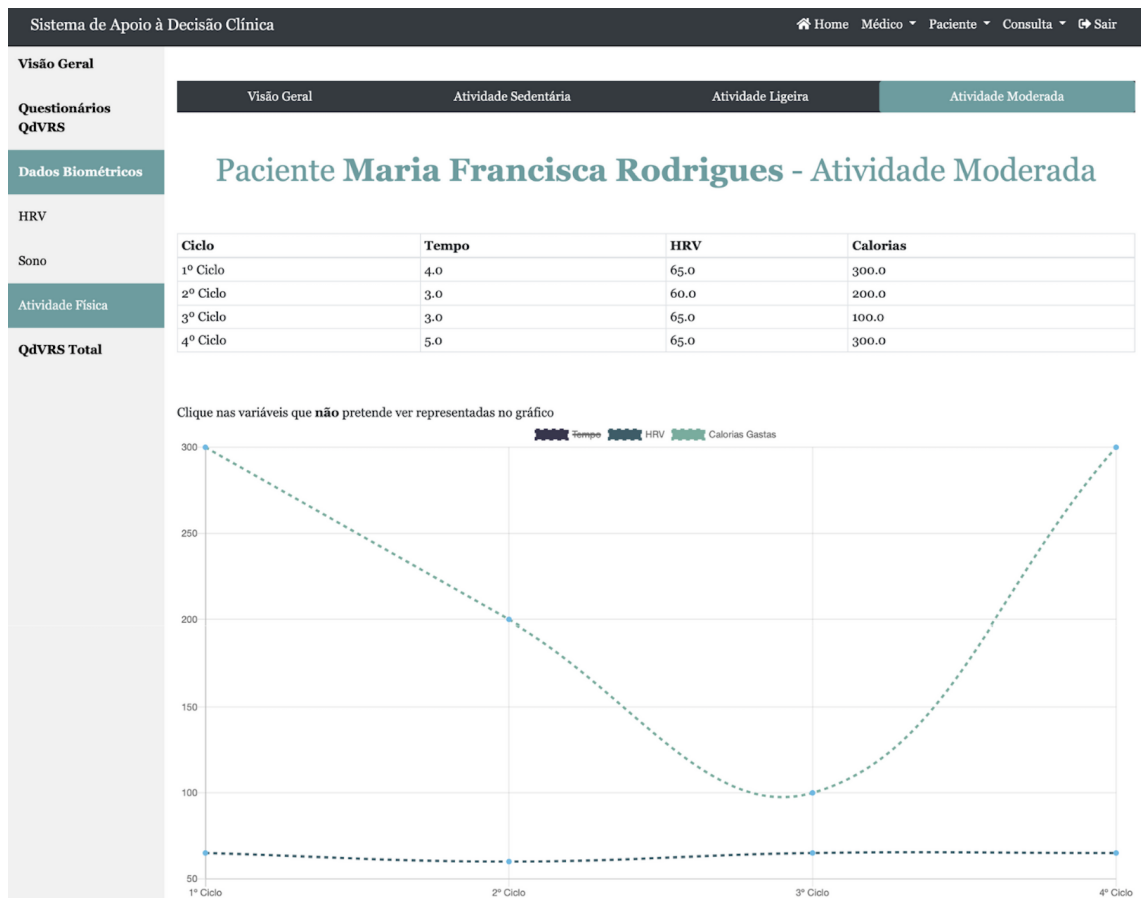 Sistema de Apoio à Decisão Clínica Home Médico Paciente Consulta Sair
Visão Geral
Questionários
QdVRS
Dados Biométricos
HRV
Sono
Atividade Física
QdVRS Total
Visão Geral Atividade Sedentária Atividade Ligeira Atividade Moderada
Paciente Maria Francisca Rodrigues - Atividade Moderada
Ciclo Tempo HRV Calorias
1º Ciclo 4.0 65.0 300.0
2º Ciclo 3.0 60.0 200.0
3º Ciclo 3.0 65.0 100.0
4º Ciclo 5.0 65.0 300.0
Clique nas variáveis que não pretende ver representadas no gráfico
Tempo HRV Calorias Gastas
300
250
200
150
100
50
1º Ciclo 2º Ciclo 3º Ciclo 4º Ciclo